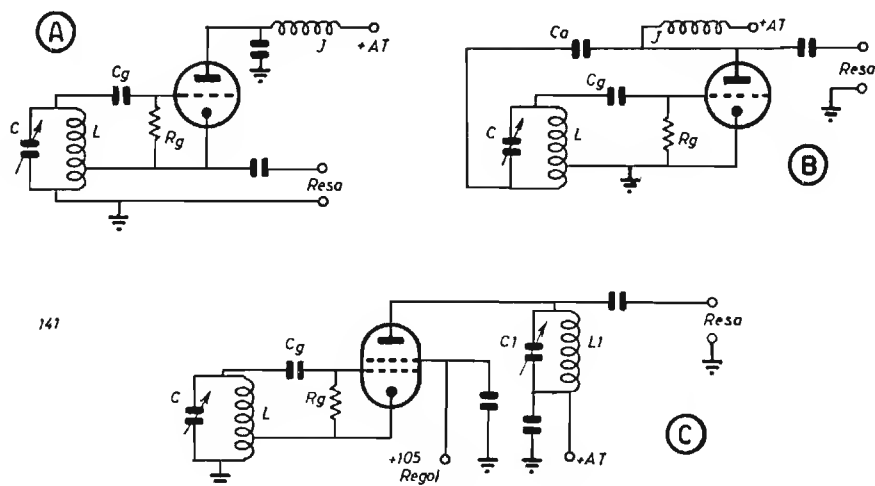 A
Cg
J
+AT
C
L
Rg
Resa
B
Ca
J
+AT
Cg
C
L
Rg
Resa
141
C
Cg
C
L
Rg
+105
Regol
C1
L1
+AT
Resa